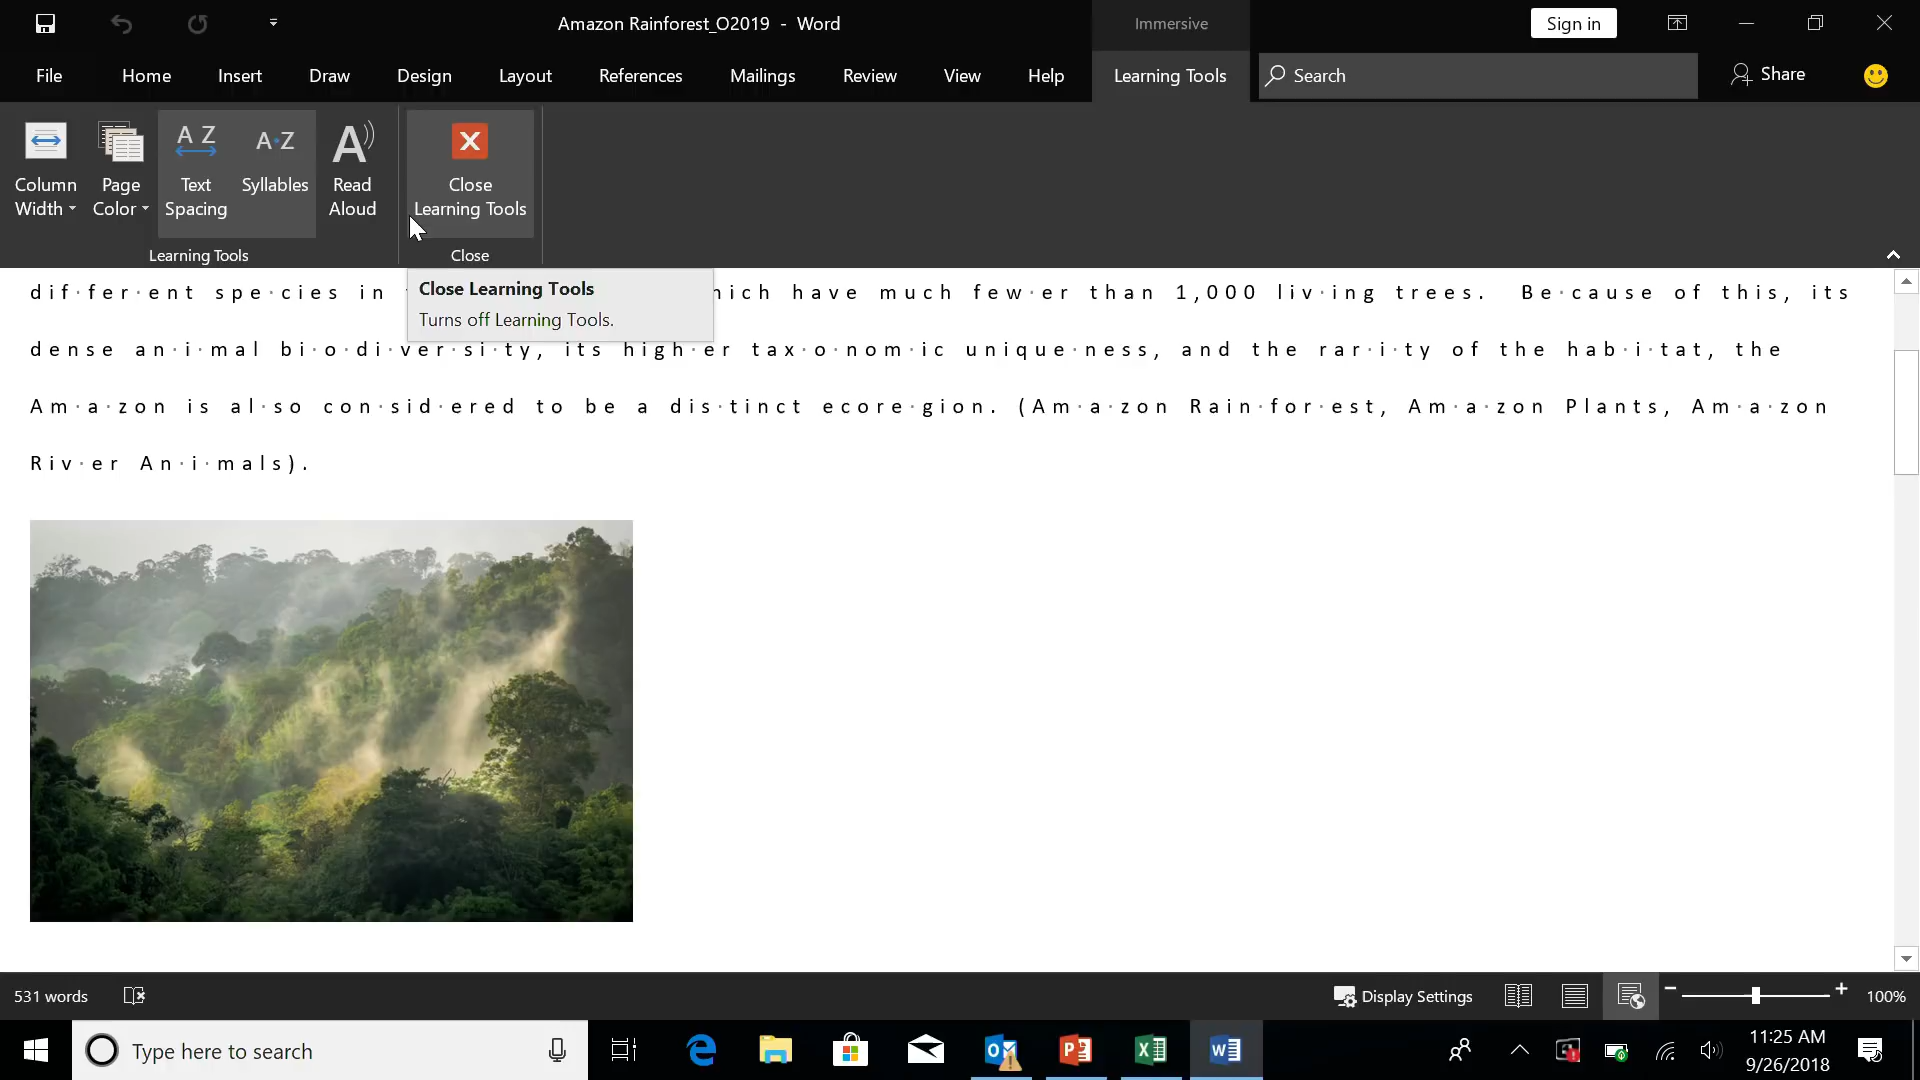 Amazon Rainforest_O2019 - Word
Immersive
Sign in
File
Home
Insert
Draw
Design
Layout
References
Mailings
Review
View
Help
Learning Tools
Search
Share
A Z
A·Z
A
Column
Width
Page
Color
Text
Spacing
Syllables
Read
Aloud
Close
Learning Tools
Learning Tools
Close
Close Learning Tools
Turns off Learning Tools.
dif·fer·ent spe·cies in have much few·er than 1,000 liv·ing trees. Be·cause of this, its
dense an·i·mal bi·o·di·ver·si·ty, its high·er tax·o·nom·ic unique·ness, and the rar·i·ty of the hab·i·tat, the
Am·a·zon is al·so con·sid·ered to be a dis·tinct ecore·gion. (Am·a·zon Rain·for·est, Am·a·zon Plants, Am·a·zon
Riv·er An·i·mals).
531 words
Display Settings
100%
Type here to search
11:25 AM
9/26/2018